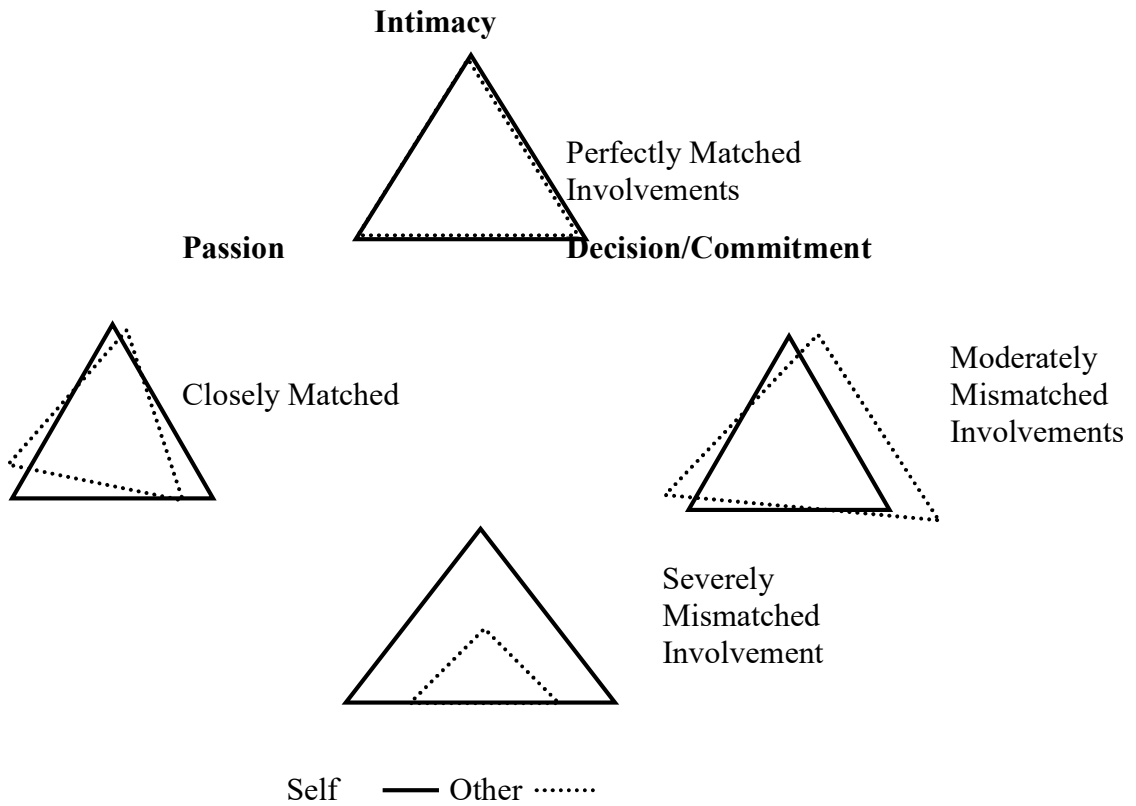 Intimacy
Perfectly Matched
Involvements
Passion
Decision/Commitment
Closely Matched
Moderately
Mismatched
Involvements
Severely
Mismatched
Involvement
Self Other